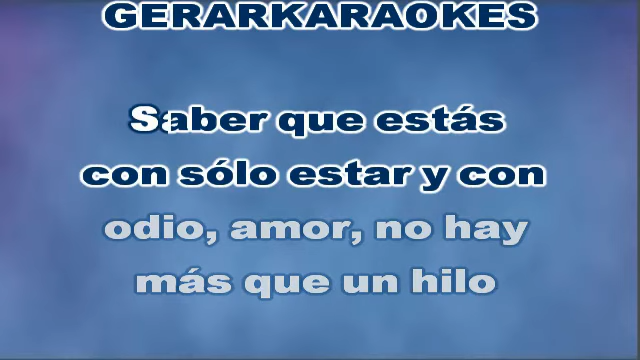 GERARKARAOKES
Saber que estás
con sólo estar y con
odio, amor, no hay
más que un hilo